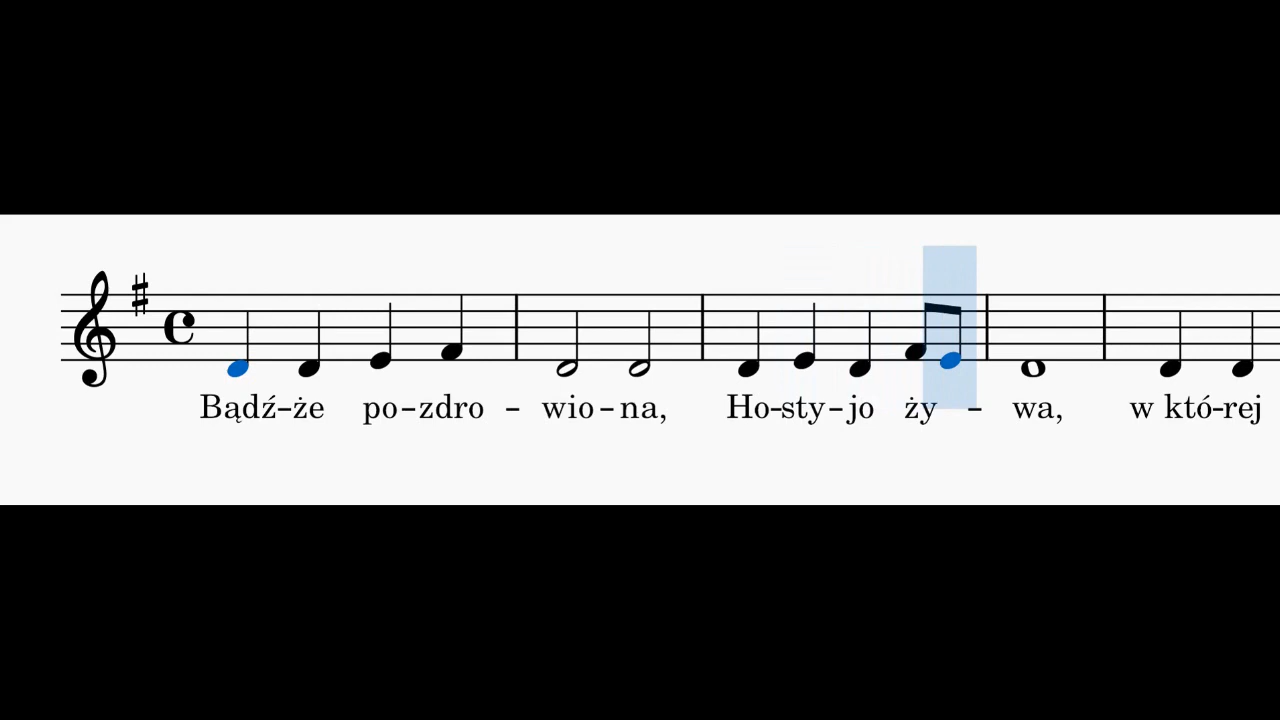 Bądź-że po-zdro - wio-na, Ho-sty-jo ży - wa, w któ-rej